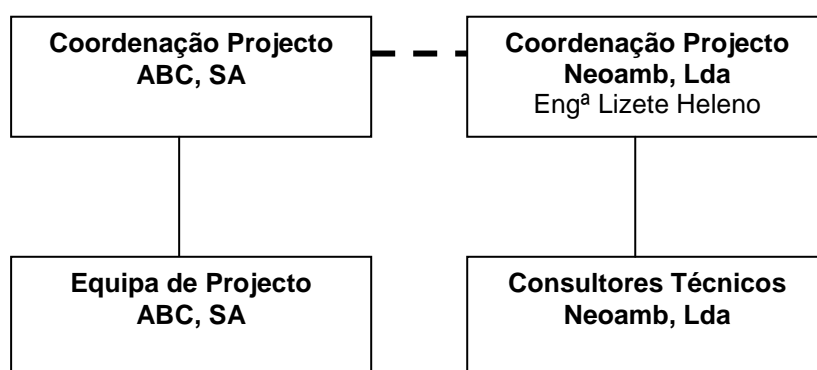 Coordenação Projecto
ABC, SA
Coordenação Projecto
Neoamb, Lda
Engª Lizete Heleno
Equipa de Projecto
ABC, SA
Consultores Técnicos
Neoamb, Lda